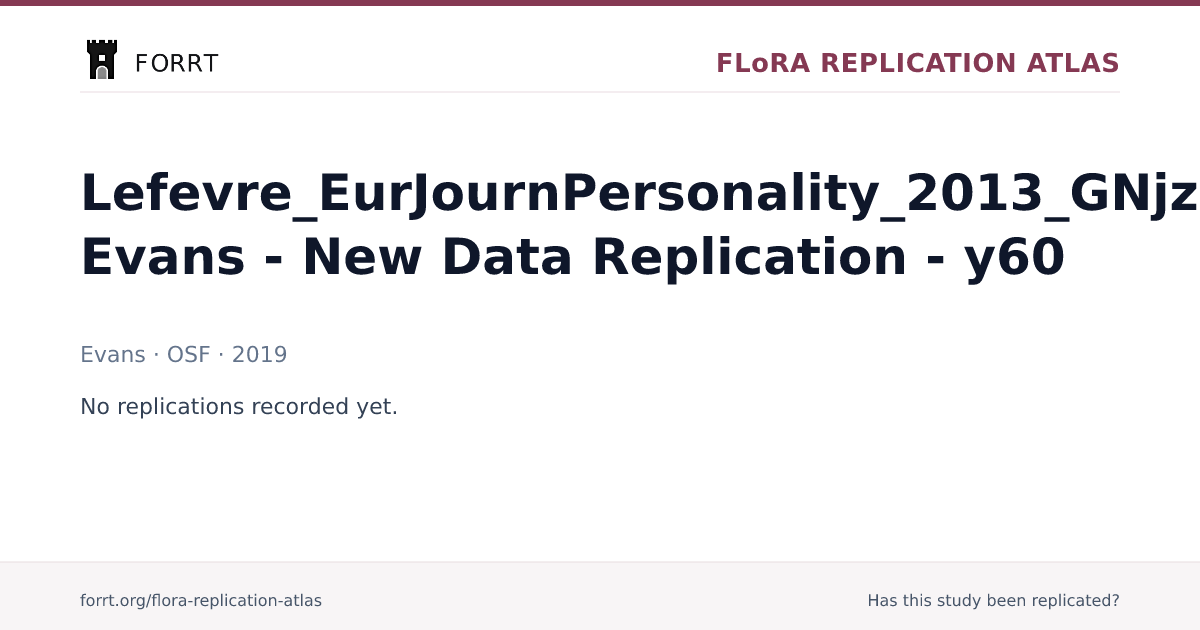 FORRT
FLoRA REPLICATION ATLAS
Lefevre_EurJournPersonality_2013_GNjz
Evans - New Data Replication - y60
Evans · OSF · 2019
No replications recorded yet.
forrt.org/flora-replication-atlas
Has this study been replicated?